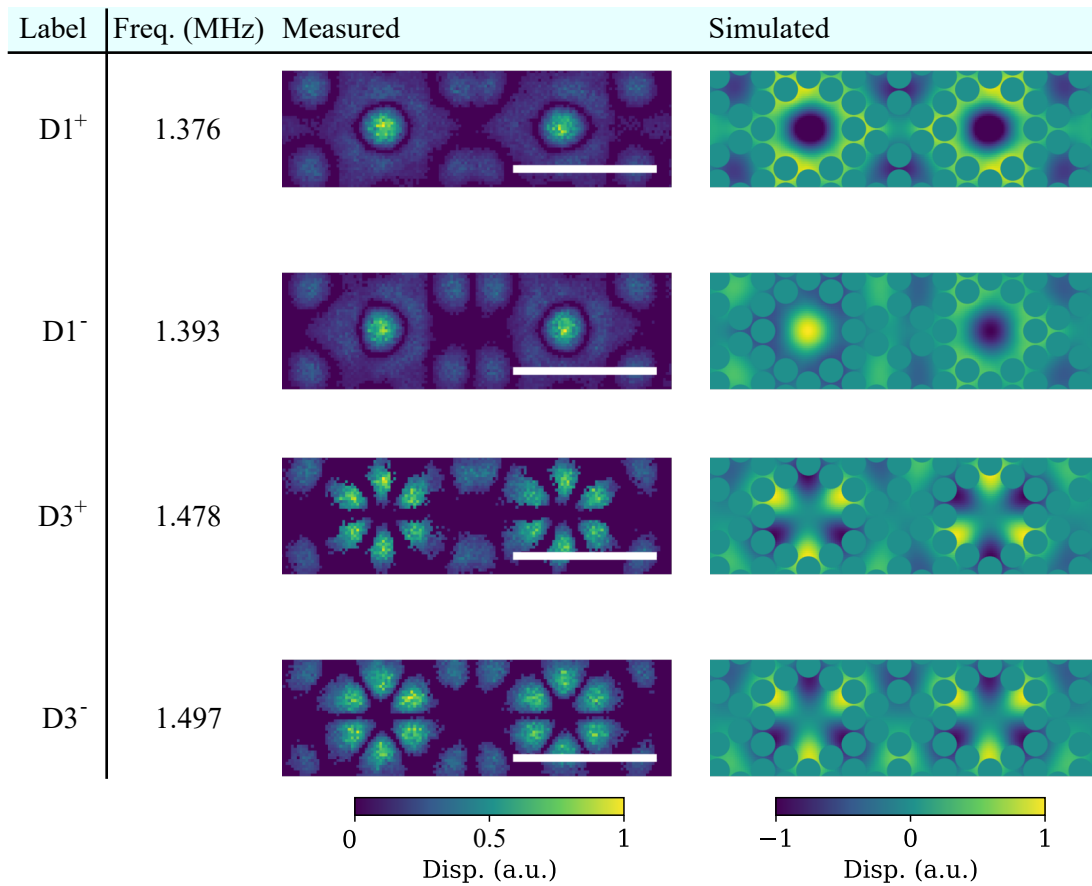 Label Freq. (MHz) Measured Simulated
D1+ 1.376
D1- 1.393
D3+ 1.478
D3- 1.497
0 0.5 1 −1 0 1
Disp. (a.u.) Disp. (a.u.)